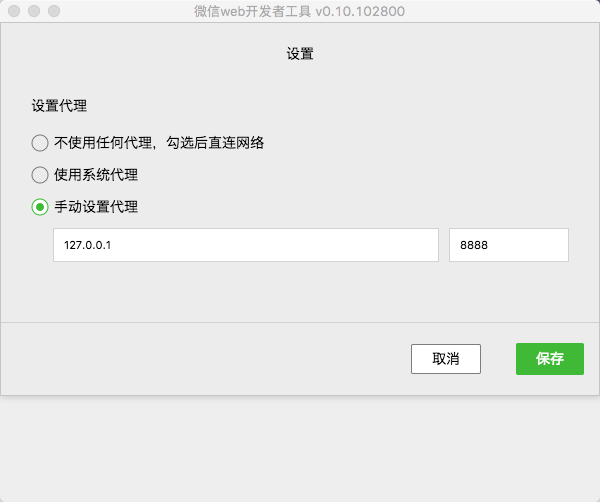 微信web开发者工具 v0.10.102800
设置
设置代理
不使用任何代理，勾选后直连网络
使用系统代理
手动设置代理
127.0.0.1 8888
取消 保存